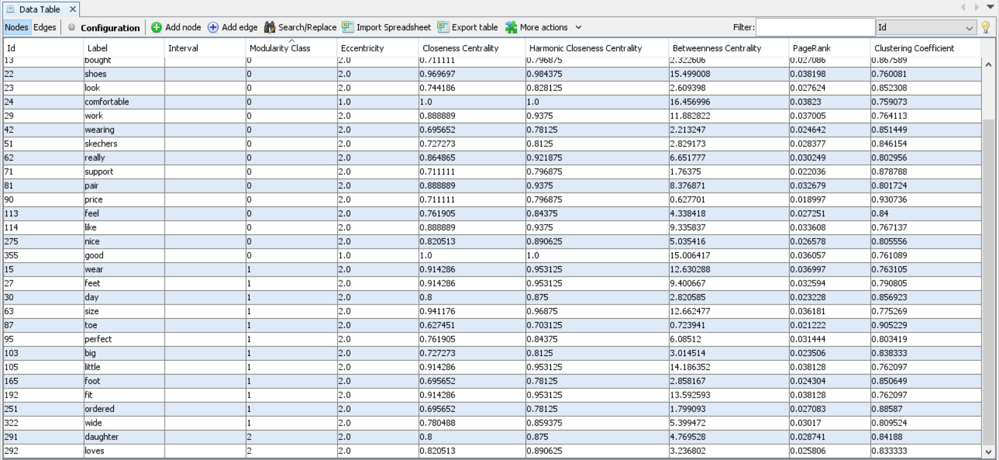 Data Table
Nodes Edges Configuration Add node Add edge Search/Replace Import Spreadsheet Export table More actions Filter: Id
Id Label Interval Modularity Class Eccentricity Closeness Centrality Harmonic Closeness Centrality Betweenness Centrality PageRank Clustering Coefficient
13 bought 0 2.0 0.711111 0.796875 2.322606 0.027086 0.867589
22 shoes 0 2.0 0.969697 0.984375 15.499008 0.038198 0.760081
23 look 0 2.0 0.744186 0.828125 2.609398 0.027624 0.852308
24 comfortable 0 1.0 1.0 1.0 16.456996 0.03823 0.759073
29 work 0 2.0 0.888889 0.9375 11.882822 0.037005 0.764113
42 wearing 0 2.0 0.695652 0.78125 2.213247 0.024642 0.851449
51 skechers 0 2.0 0.727273 0.8125 2.829173 0.028377 0.846154
62 really 0 2.0 0.864865 0.921875 6.651777 0.030249 0.802956
71 support 0 2.0 0.711111 0.796875 1.76375 0.022036 0.878788
81 pair 0 2.0 0.888889 0.9375 8.376871 0.032679 0.801724
90 price 0 2.0 0.711111 0.796875 0.627701 0.018997 0.930736
113 feel 0 2.0 0.761905 0.84375 4.338418 0.027251 0.84
114 like 0 2.0 0.888889 0.9375 9.335837 0.033608 0.767137
275 nice 0 2.0 0.820513 0.890625 5.035416 0.026578 0.805556
355 good 0 1.0 1.0 1.0 15.006417 0.036057 0.761089
15 wear 1 2.0 0.914286 0.953125 12.630288 0.036997 0.763105
27 feet 1 2.0 0.914286 0.953125 9.400667 0.032594 0.790805
30 day 1 2.0 0.8 0.875 2.820585 0.023228 0.856923
63 size 1 2.0 0.941176 0.96875 12.662477 0.036181 0.775269
87 toe 1 2.0 0.627451 0.703125 0.723941 0.021222 0.905229
95 perfect 1 2.0 0.761905 0.84375 6.08512 0.031444 0.803419
103 big 1 2.0 0.727273 0.8125 3.014514 0.023506 0.838333
105 little 1 2.0 0.914286 0.953125 14.186352 0.038128 0.762097
165 foot 1 2.0 0.695652 0.78125 2.858167 0.024304 0.850649
192 fit 1 2.0 0.914286 0.953125 13.592593 0.038128 0.762097
251 ordered 1 2.0 0.695652 0.78125 1.799093 0.027083 0.88587
322 wide 1 2.0 0.780488 0.859375 5.399472 0.03017 0.809524
291 daughter 2 2.0 0.8 0.875 4.769528 0.028741 0.84188
292 loves 2 2.0 0.820513 0.890625 3.236802 0.025806 0.833333